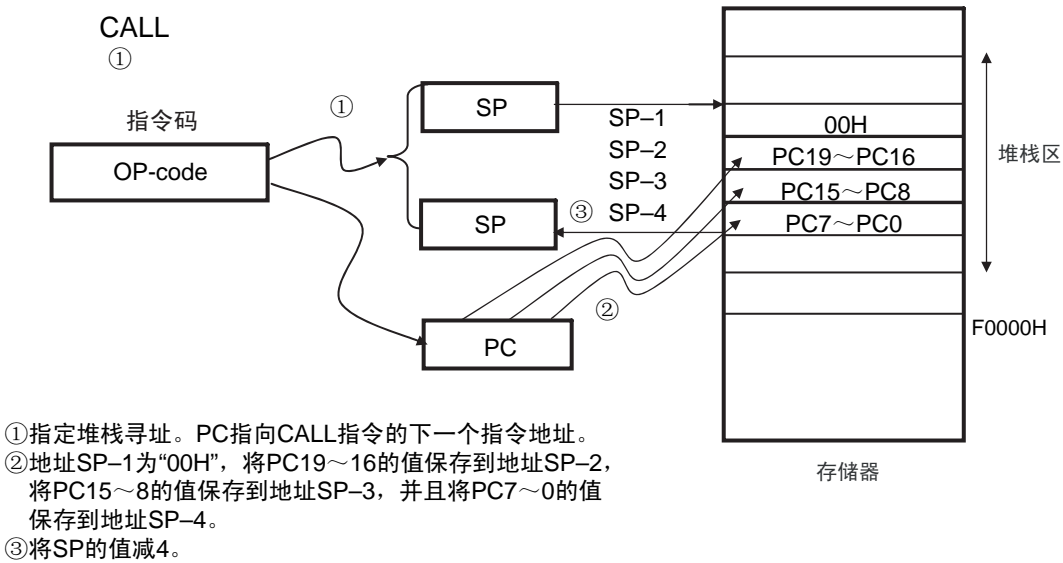 CALL
①
指令码
OP-code
①
SP
SP–1
SP–2
SP–3
SP–4
SP
③
②
PC
00H
PC19～PC16
PC15～PC8
PC7～PC0
堆栈区
F0000H
存储器
①指定堆栈寻址。PC指向CALL指令的下一个指令地址。
②地址SP–1为“00H”，将PC19～16的值保存到地址SP–2，
将PC15～8的值保存到地址SP–3，并且将PC7～0的值
保存到地址SP–4。
③将SP的值减4。